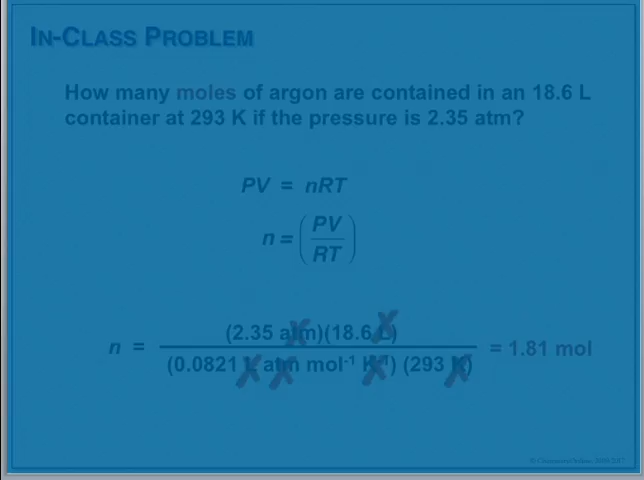 IN-CLASS PROBLEM
How many moles of argon are contained in an 18.6 L
container at 293 K if the pressure is 2.35 atm?
PV = nRT
n = (PV/RT)
n = (2.35 atm)(18.6 L)
(0.0821 L atm mol⁻¹ K⁻¹) (293 K)
= 1.81 mol